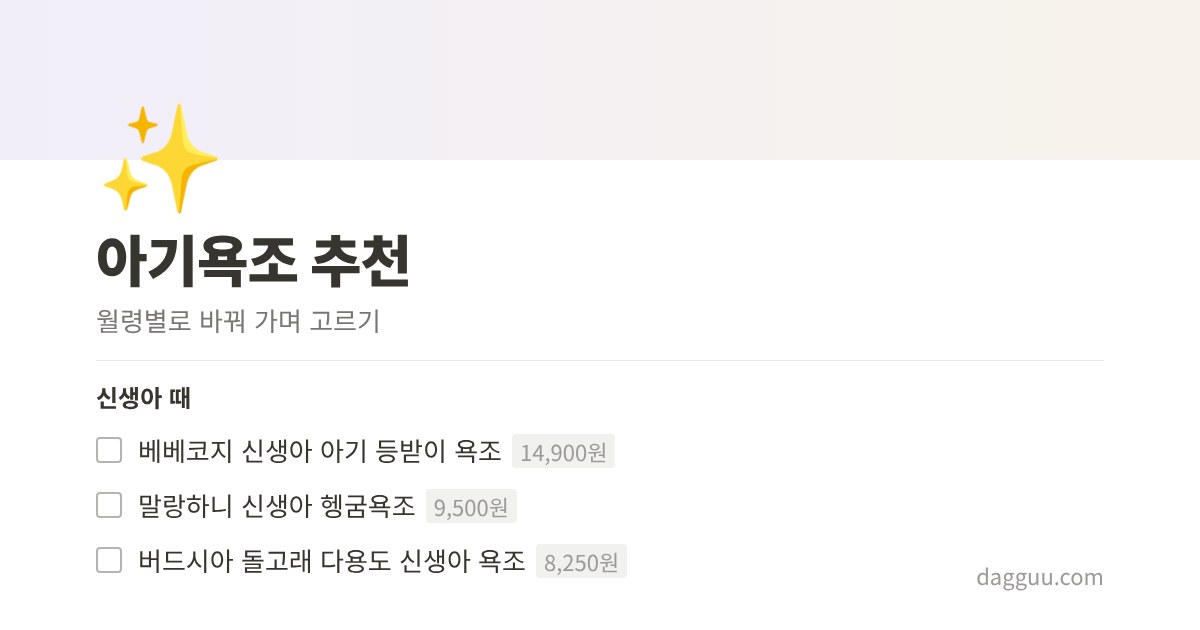 아기욕조 추천
월령별로 바꿔 가며 고르기
신생아 때
베베코지 신생아 아기 등받이 욕조 14,900원
말랑하니 신생아 헹굼욕조 9,500원
버드시아 돌고래 다용도 신생아 욕조 8,250원
dagguu.com